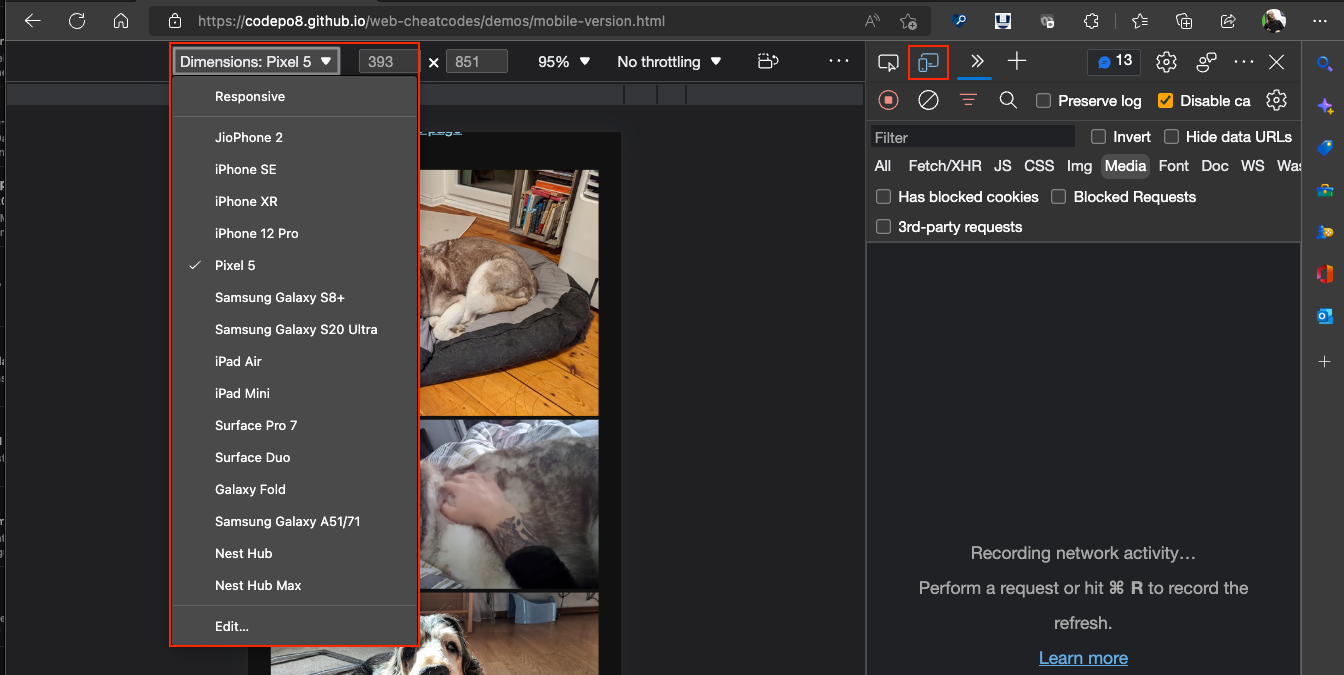 https://codepo8.github.io/web-cheatcodes/demos/mobile-version.html
Dimensions: Pixel 5
393 × 851
95%
No throttling
13
Responsive
JioPhone 2
iPhone SE
iPhone XR
iPhone 12 Pro
Pixel 5
Samsung Galaxy S8+
Samsung Galaxy S20 Ultra
iPad Air
iPad Mini
Surface Pro 7
Surface Duo
Galaxy Fold
Samsung Galaxy A51/71
Nest Hub
Nest Hub Max
Edit...
page
Preserve log
Disable ca
Filter
Invert
Hide data URLs
All Fetch/XHR JS CSS Img Media Font Doc WS Was
Has blocked cookies
Blocked Requests
3rd-party requests
Recording network activity…
Perform a request or hit ⌘ R to record the
refresh.
Learn more